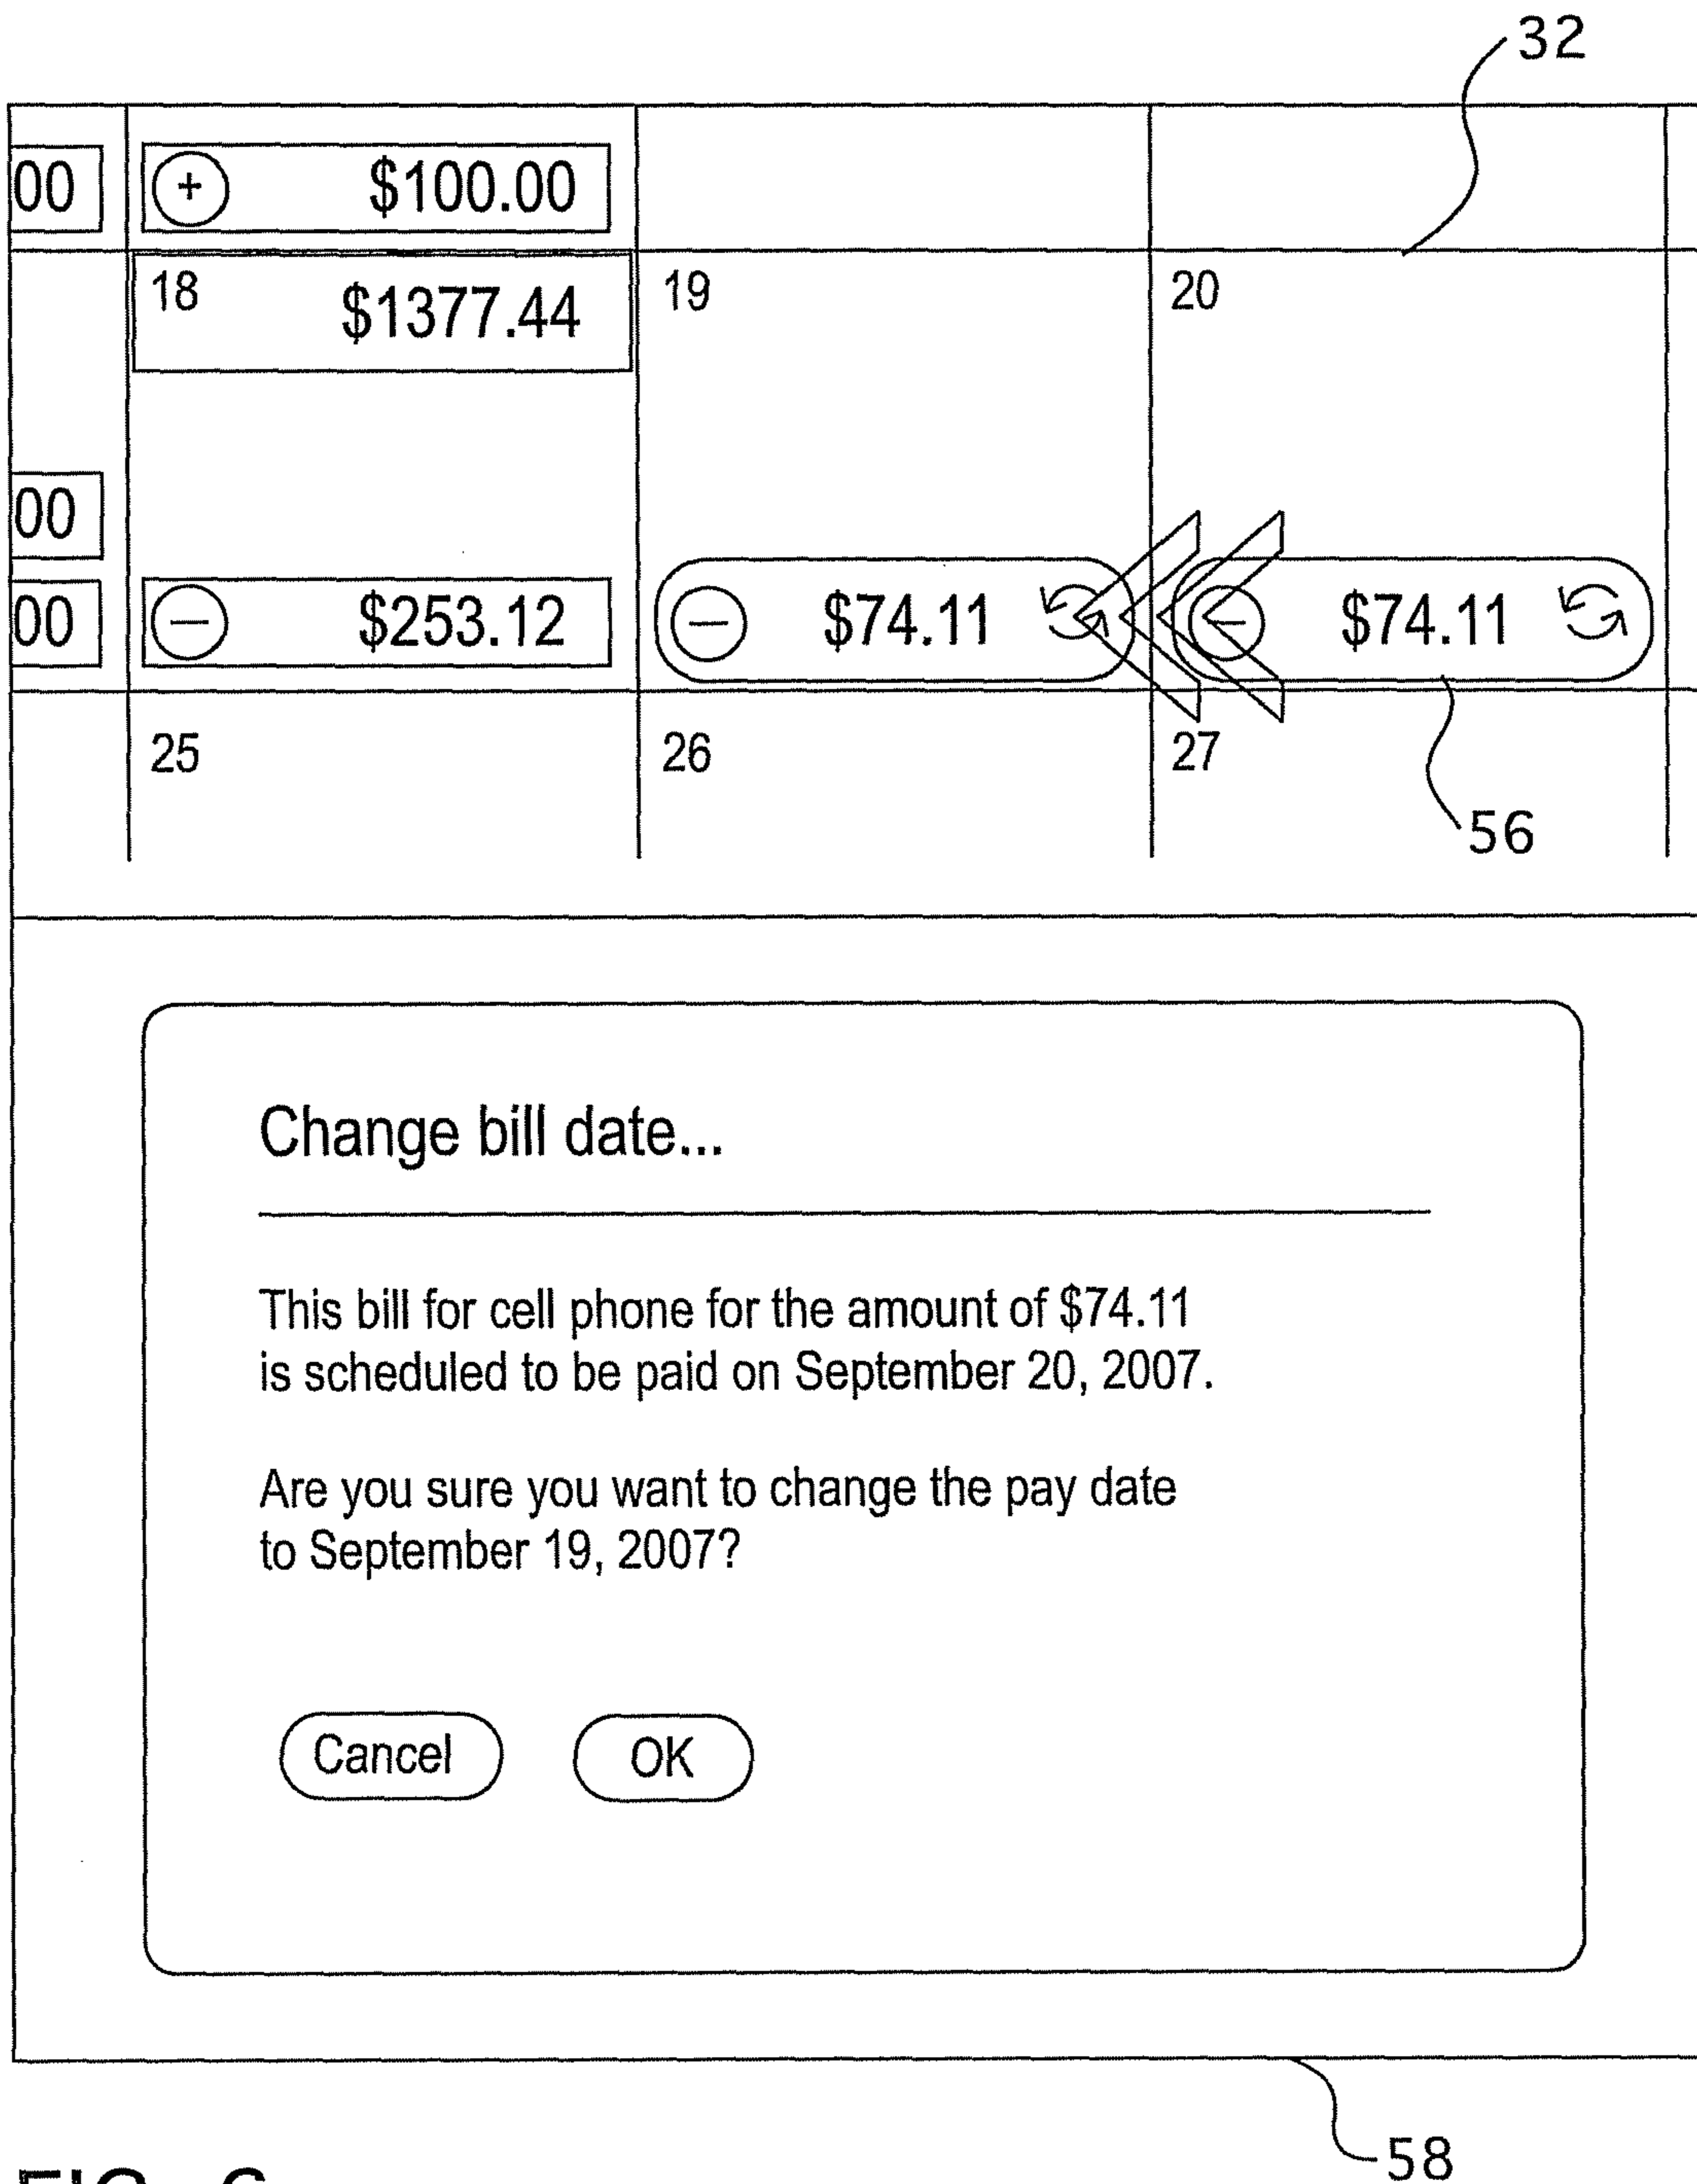 32
00 + $100.00
18 $1377.44 19 20
00
00 − $253.12 − $74.11 − $74.11
25 26 27
56
Change bill date...
This bill for cell phone for the amount of $74.11
is scheduled to be paid on September 20, 2007.
Are you sure you want to change the pay date
to September 19, 2007?
Cancel OK
58